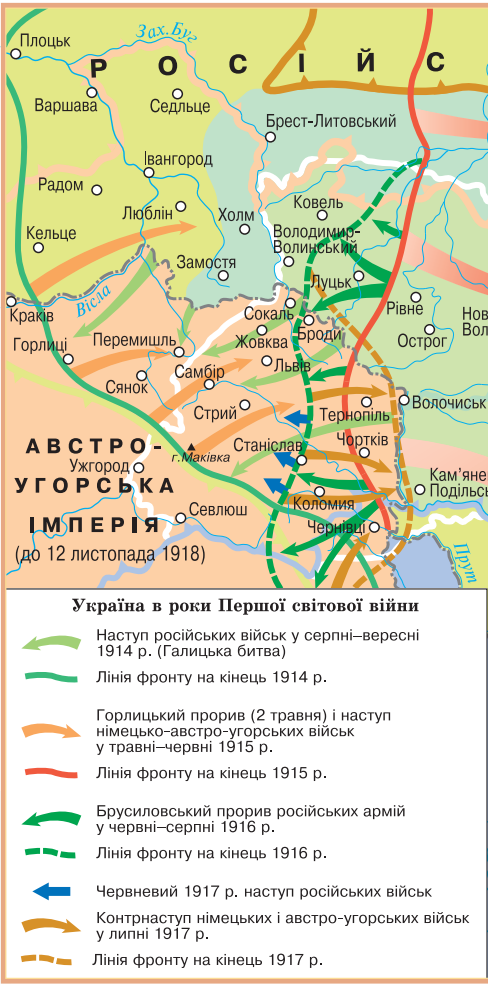 Плоцьк
Зах. Буг
РОСІЙС
Варшава
Седльце
Брест-Литовський
Івангород
Радом
Люблін
Холм
Ковель
Володимир-
Волинський
Кельце
Замостя
Луцьк
Вісла
Краків
Сокаль
Рівне
Нов
Вол
Горлиці
Перемишль
Жовква
Броди
Острог
Самбір
Львів
Сянок
Стрий
Тернопіль
Волочиськ
АВСТРО-
г.Маківка
Станіслав
Чортків
Ужгород
УГОРСЬКА
Кам'яне
Подільсь
Коломия
Севлюш
ІМПЕРІЯ
Чернівці
(до 12 листопада 1918)
Прут
Україна в роки Першої світової війни
Наступ російських військ у серпні–вересні
1914 р. (Галицька битва)
Лінія фронту на кінець 1914 р.
Горлицький прорив (2 травня) і наступ
німецько-австро-угорських військ
у травні–червні 1915 р.
Лінія фронту на кінець 1915 р.
Брусиловський прорив російських армій
у червні–серпні 1916 р.
Лінія фронту на кінець 1916 р.
Червневий 1917 р. наступ російських військ
Контрнаступ німецьких і австро-угорських військ
у липні 1917 р.
Лінія фронту на кінець 1917 р.